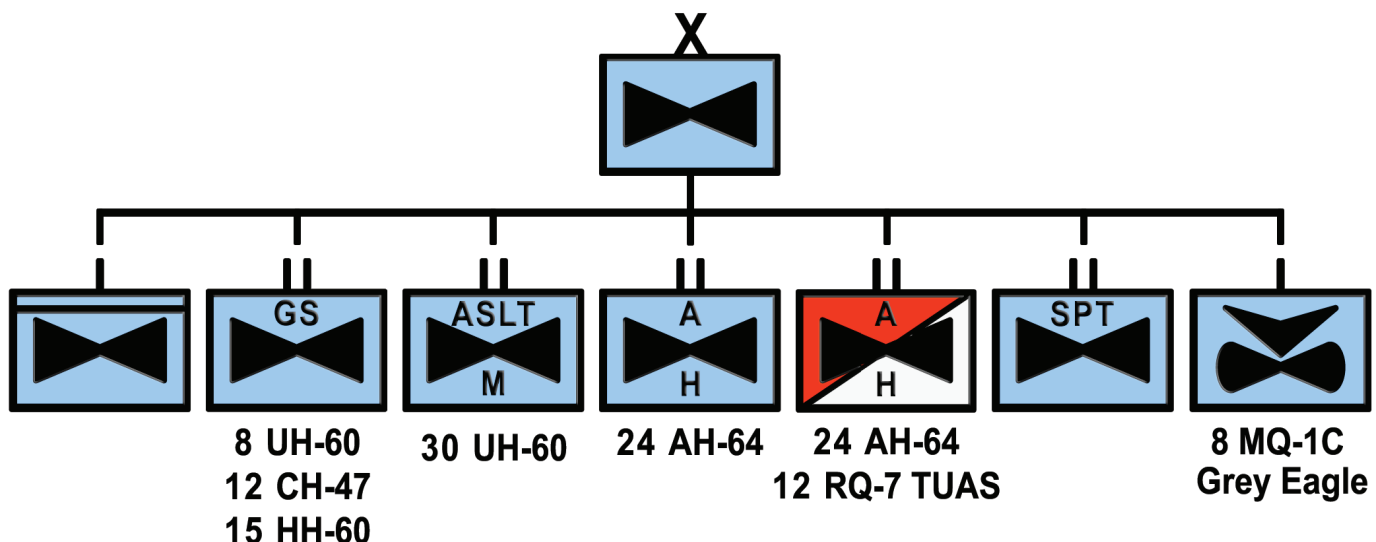 X
GS
ASLT
M
A
H
A
H
SPT
8 UH-60
12 CH-47
15 HH-60
30 UH-60
24 AH-64
24 AH-64
12 RQ-7 TUAS
8 MQ-1C
Grey Eagle